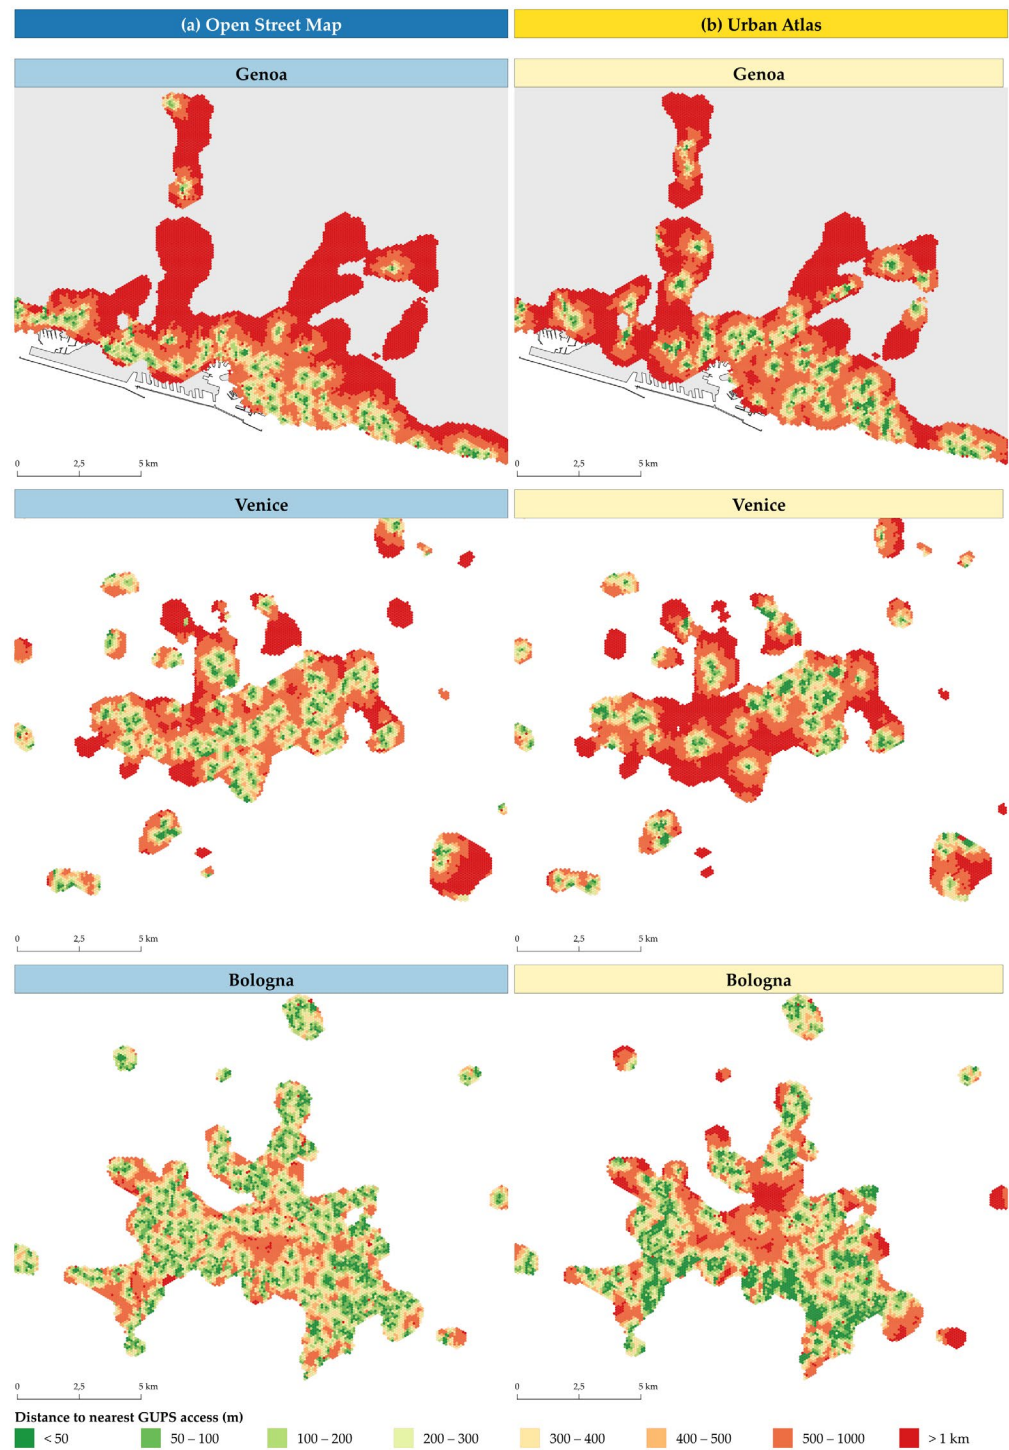 (a) Open Street Map (b) Urban Atlas
Genoa Genoa
0 2,5 5 km 0 2,5 5 km
Venice Venice
0 2,5 5 km 0 2,5 5 km
Bologna Bologna
0 2,5 5 km 0 2,5 5 km
Distance to nearest GUPS access (m)
< 50 50 – 100 100 – 200 200 – 300 300 – 400 400 – 500 500 – 1000 > 1 km